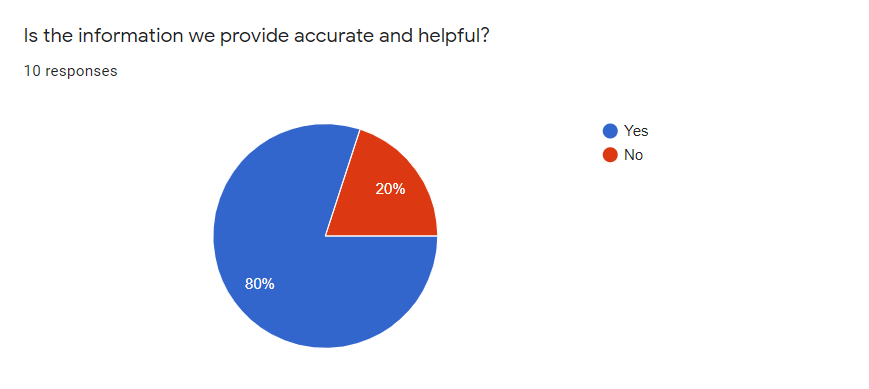 Is the information we provide accurate and helpful?
10 responses
Yes
No
20%
80%